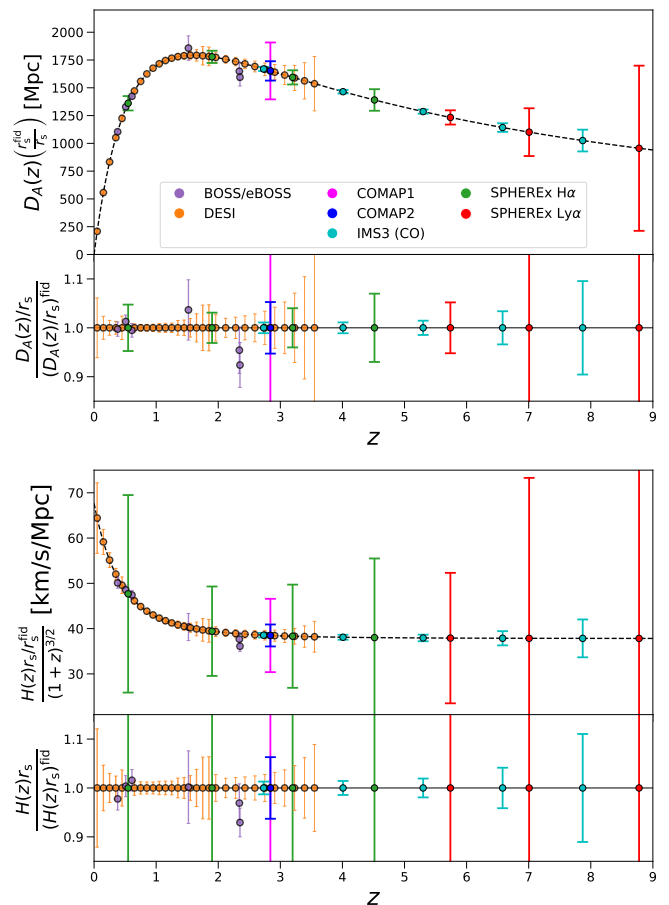 2000
1750
1500
1250
1000
750
500
250
0
D_A(z)(r_s^fid/r_s) [Mpc]
BOSS/eBOSS
DESI
COMAP1
COMAP2
IMS3 (CO)
SPHEREx Hα
SPHEREx Lyα
1.1
1.0
0.9
D_A(z)/r_s
(D_A(z)/r_s)^fid
0 1 2 3 4 5 6 7 8 9
z
70
60
50
40
30
H(z)r_s/r_s^fid
(1 + z)^3/2
[km/s/Mpc]
1.1
1.0
0.9
H(z)r_s
(H(z)r_s)^fid
0 1 2 3 4 5 6 7 8 9
z